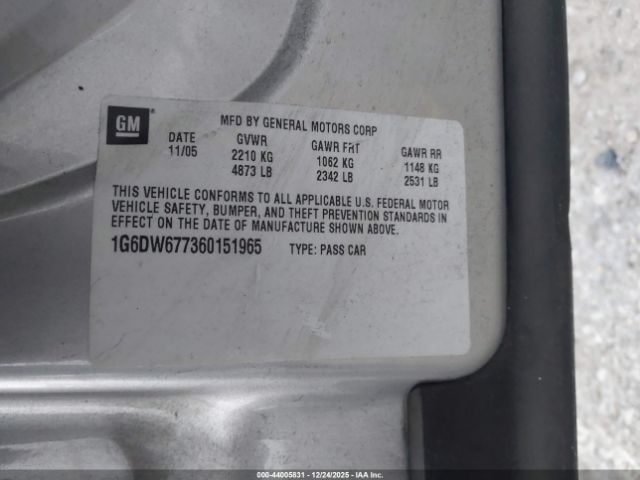 GM
MFD BY GENERAL MOTORS CORP
DATE GVWR GAWR FRT GAWR RR
11/05 2210 KG 1062 KG 1148 KG
4873 LB 2342 LB 2531 LB
THIS VEHICLE CONFORMS TO ALL APPLICABLE U.S. FEDERAL MOTOR
VEHICLE SAFETY, BUMPER, AND THEFT PREVENTION STANDARDS IN
EFFECT ON THE DATE OF MANUFACTURE SHOWN ABOVE.
1G6DW677360151965 TYPE: PASS CAR
000-44005831 - 12/24/2025 - IAA Inc.